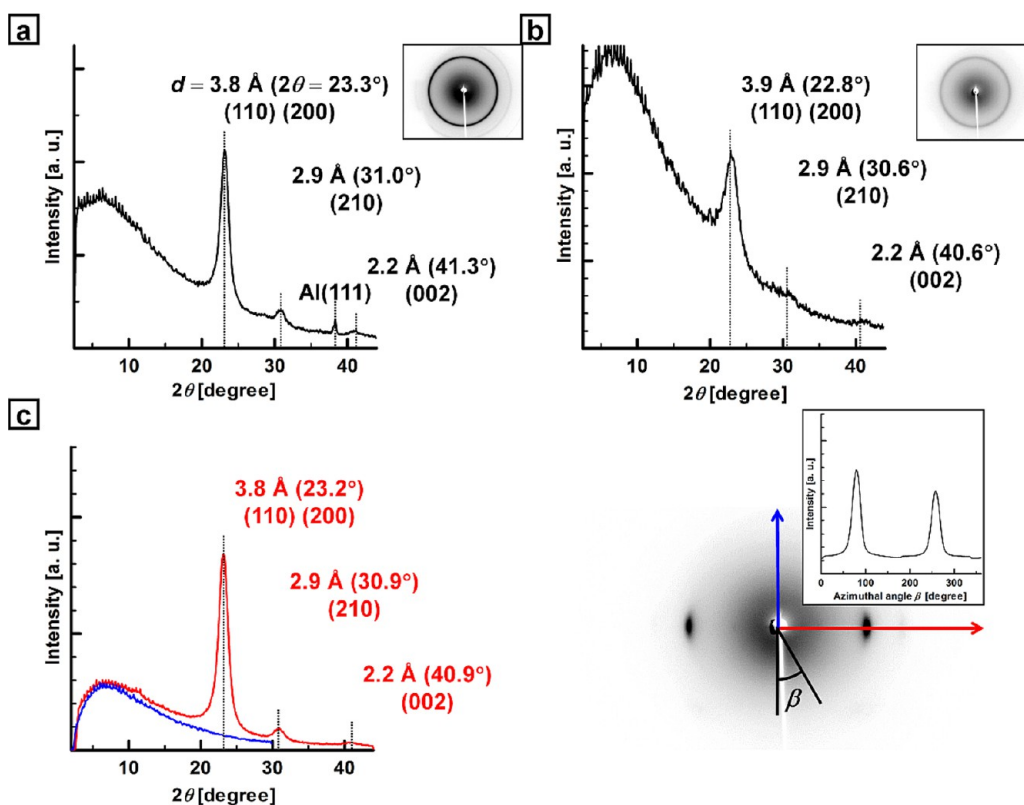 a
d = 3.8 Å (2θ = 23.3°)
(110) (200)
2.9 Å (31.0°)
(210)
2.2 Å (41.3°)
(002)
Al(111)
Intensity [a. u.]
10 20 30 40
2θ [degree]
b
3.9 Å (22.8°)
(110) (200)
2.9 Å (30.6°)
(210)
2.2 Å (40.6°)
(002)
Intensity [a. u.]
10 20 30 40
2θ [degree]
c
3.8 Å (23.2°)
(110) (200)
2.9 Å (30.9°)
(210)
2.2 Å (40.9°)
(002)
Intensity [a. u.]
10 20 30 40
2θ [degree]
Intensity [a. u.]
0 100 200 300
Azimuthal angle β [degree]
β